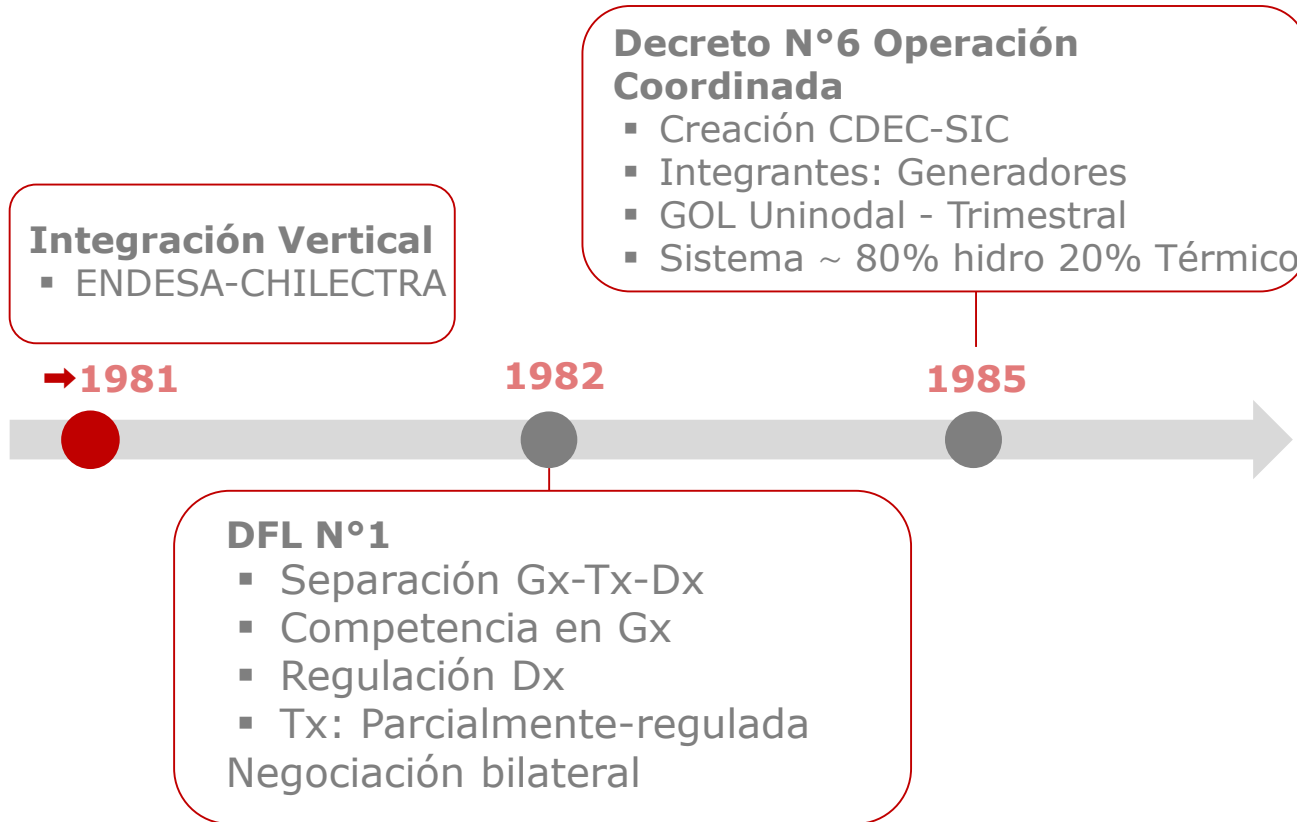 Integración Vertical
▪ ENDESA-CHILECTRA
Decreto N°6 Operación
Coordinada
▪ Creación CDEC-SIC
▪ Integrantes: Generadores
▪ GOL Uninodal - Trimestral
▪ Sistema ~ 80% hidro 20% Térmico
1981
1982
1985
DFL N°1
▪ Separación Gx-Tx-Dx
▪ Competencia en Gx
▪ Regulación Dx
▪ Tx: Parcialmente-regulada
Negociación bilateral